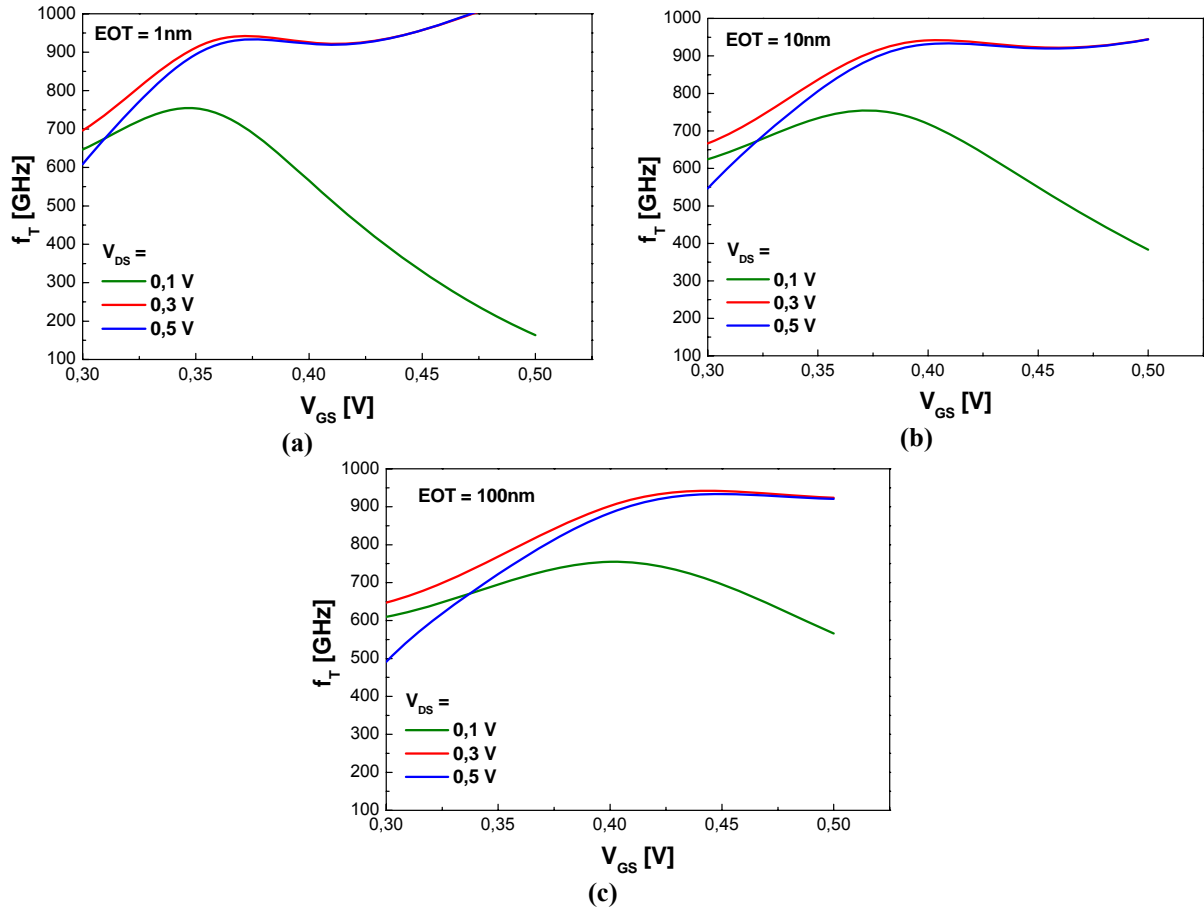 EOT = 1nm
f_T [GHz]
1000
900
800
700
600
500
400
300
200
100
V_DS =
0,1 V
0,3 V
0,5 V
0,30
0,35
0,40
0,45
0,50
V_GS [V]
(a)
EOT = 10nm
f_T [GHz]
1000
900
800
700
600
500
400
300
200
100
V_DS =
0,1 V
0,3 V
0,5 V
0,30
0,35
0,40
0,45
0,50
V_GS [V]
(b)
EOT = 100nm
f_T [GHz]
1000
900
800
700
600
500
400
300
200
100
V_DS =
0,1 V
0,3 V
0,5 V
0,30
0,35
0,40
0,45
0,50
V_GS [V]
(c)